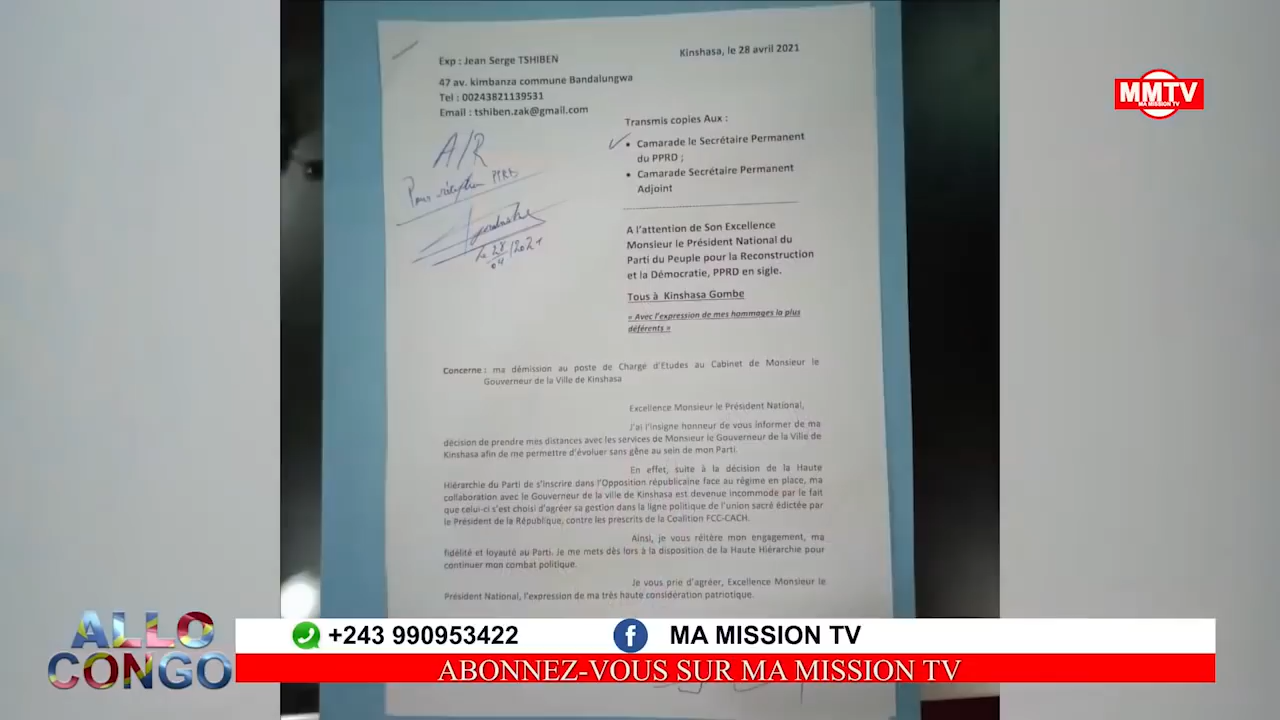 Exp : Jean Serge TSHIBEN
Kinshasa, le 28 avril 2021
47 av. kimbanza commune Bandalungwa
Tel : 00243821139531
Email : tshiben.zak@gmail.com
A/R
Pour réception PPRD
le 28/04/2021
Transmis copies Aux :
• Camarade le Secrétaire Permanent
du PPRD ;
• Camarade Secrétaire Permanent
Adjoint
A l'attention de Son Excellence
Monsieur le Président National du
Parti du Peuple pour la Reconstruction
et la Démocratie, PPRD en sigle.
Tous à Kinshasa Gombe
« Avec l'expression de mes hommages la plus
déférents »
Concerne : ma démission au poste de Chargé d'Etudes au Cabinet de Monsieur le
Gouverneur de la Ville de Kinshasa
Excellence Monsieur le Président National,
J'ai l'insigne honneur de vous informer de ma
décision de prendre mes distances avec les services de Monsieur le Gouverneur de la Ville de
Kinshasa afin de me permettre d'évoluer sans gêne au sein de mon Parti.
En effet, suite à la décision de la Haute
Hiérarchie du Parti de s'inscrire dans l'Opposition républicaine face au régime en place, ma
collaboration avec le Gouverneur de la ville de Kinshasa est devenue incommode par le fait
que celui-ci s'est choisi d'agréer sa gestion dans la ligne politique de l'union sacré édictée par
le Président de la République, contre les prescrits de la Coalition FCC-CACH.
Ainsi, je vous réitère mon engagement, ma
fidélité et loyauté au Parti. Je me mets dès lors à la disposition de la Haute Hiérarchie pour
continuer mon combat politique.
Je vous prie d'agréer, Excellence Monsieur le
Président National, l'expression de ma très haute considération patriotique.
MMTV
MA MISSION TV
ALLO
CONGO
+243 990953422
MA MISSION TV
ABONNEZ-VOUS SUR MA MISSION TV